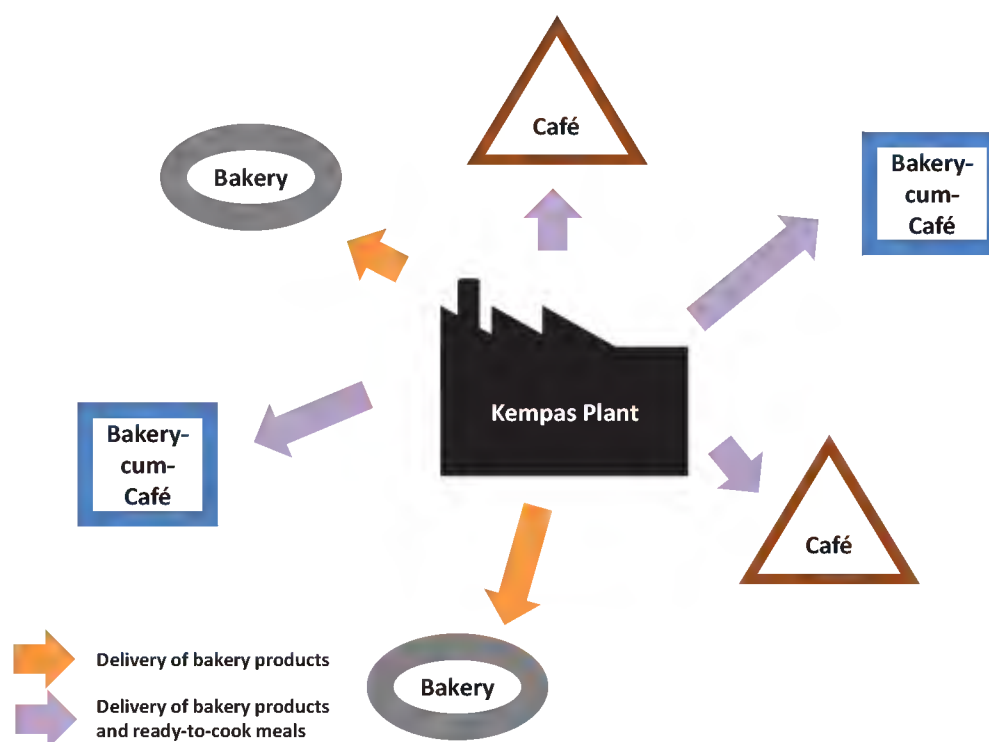 Café
Bakery
Bakery-
cum-
Café
Kempas Plant
Bakery-
cum-
Café
Café
Bakery
Delivery of bakery products
Delivery of bakery products
and ready-to-cook meals